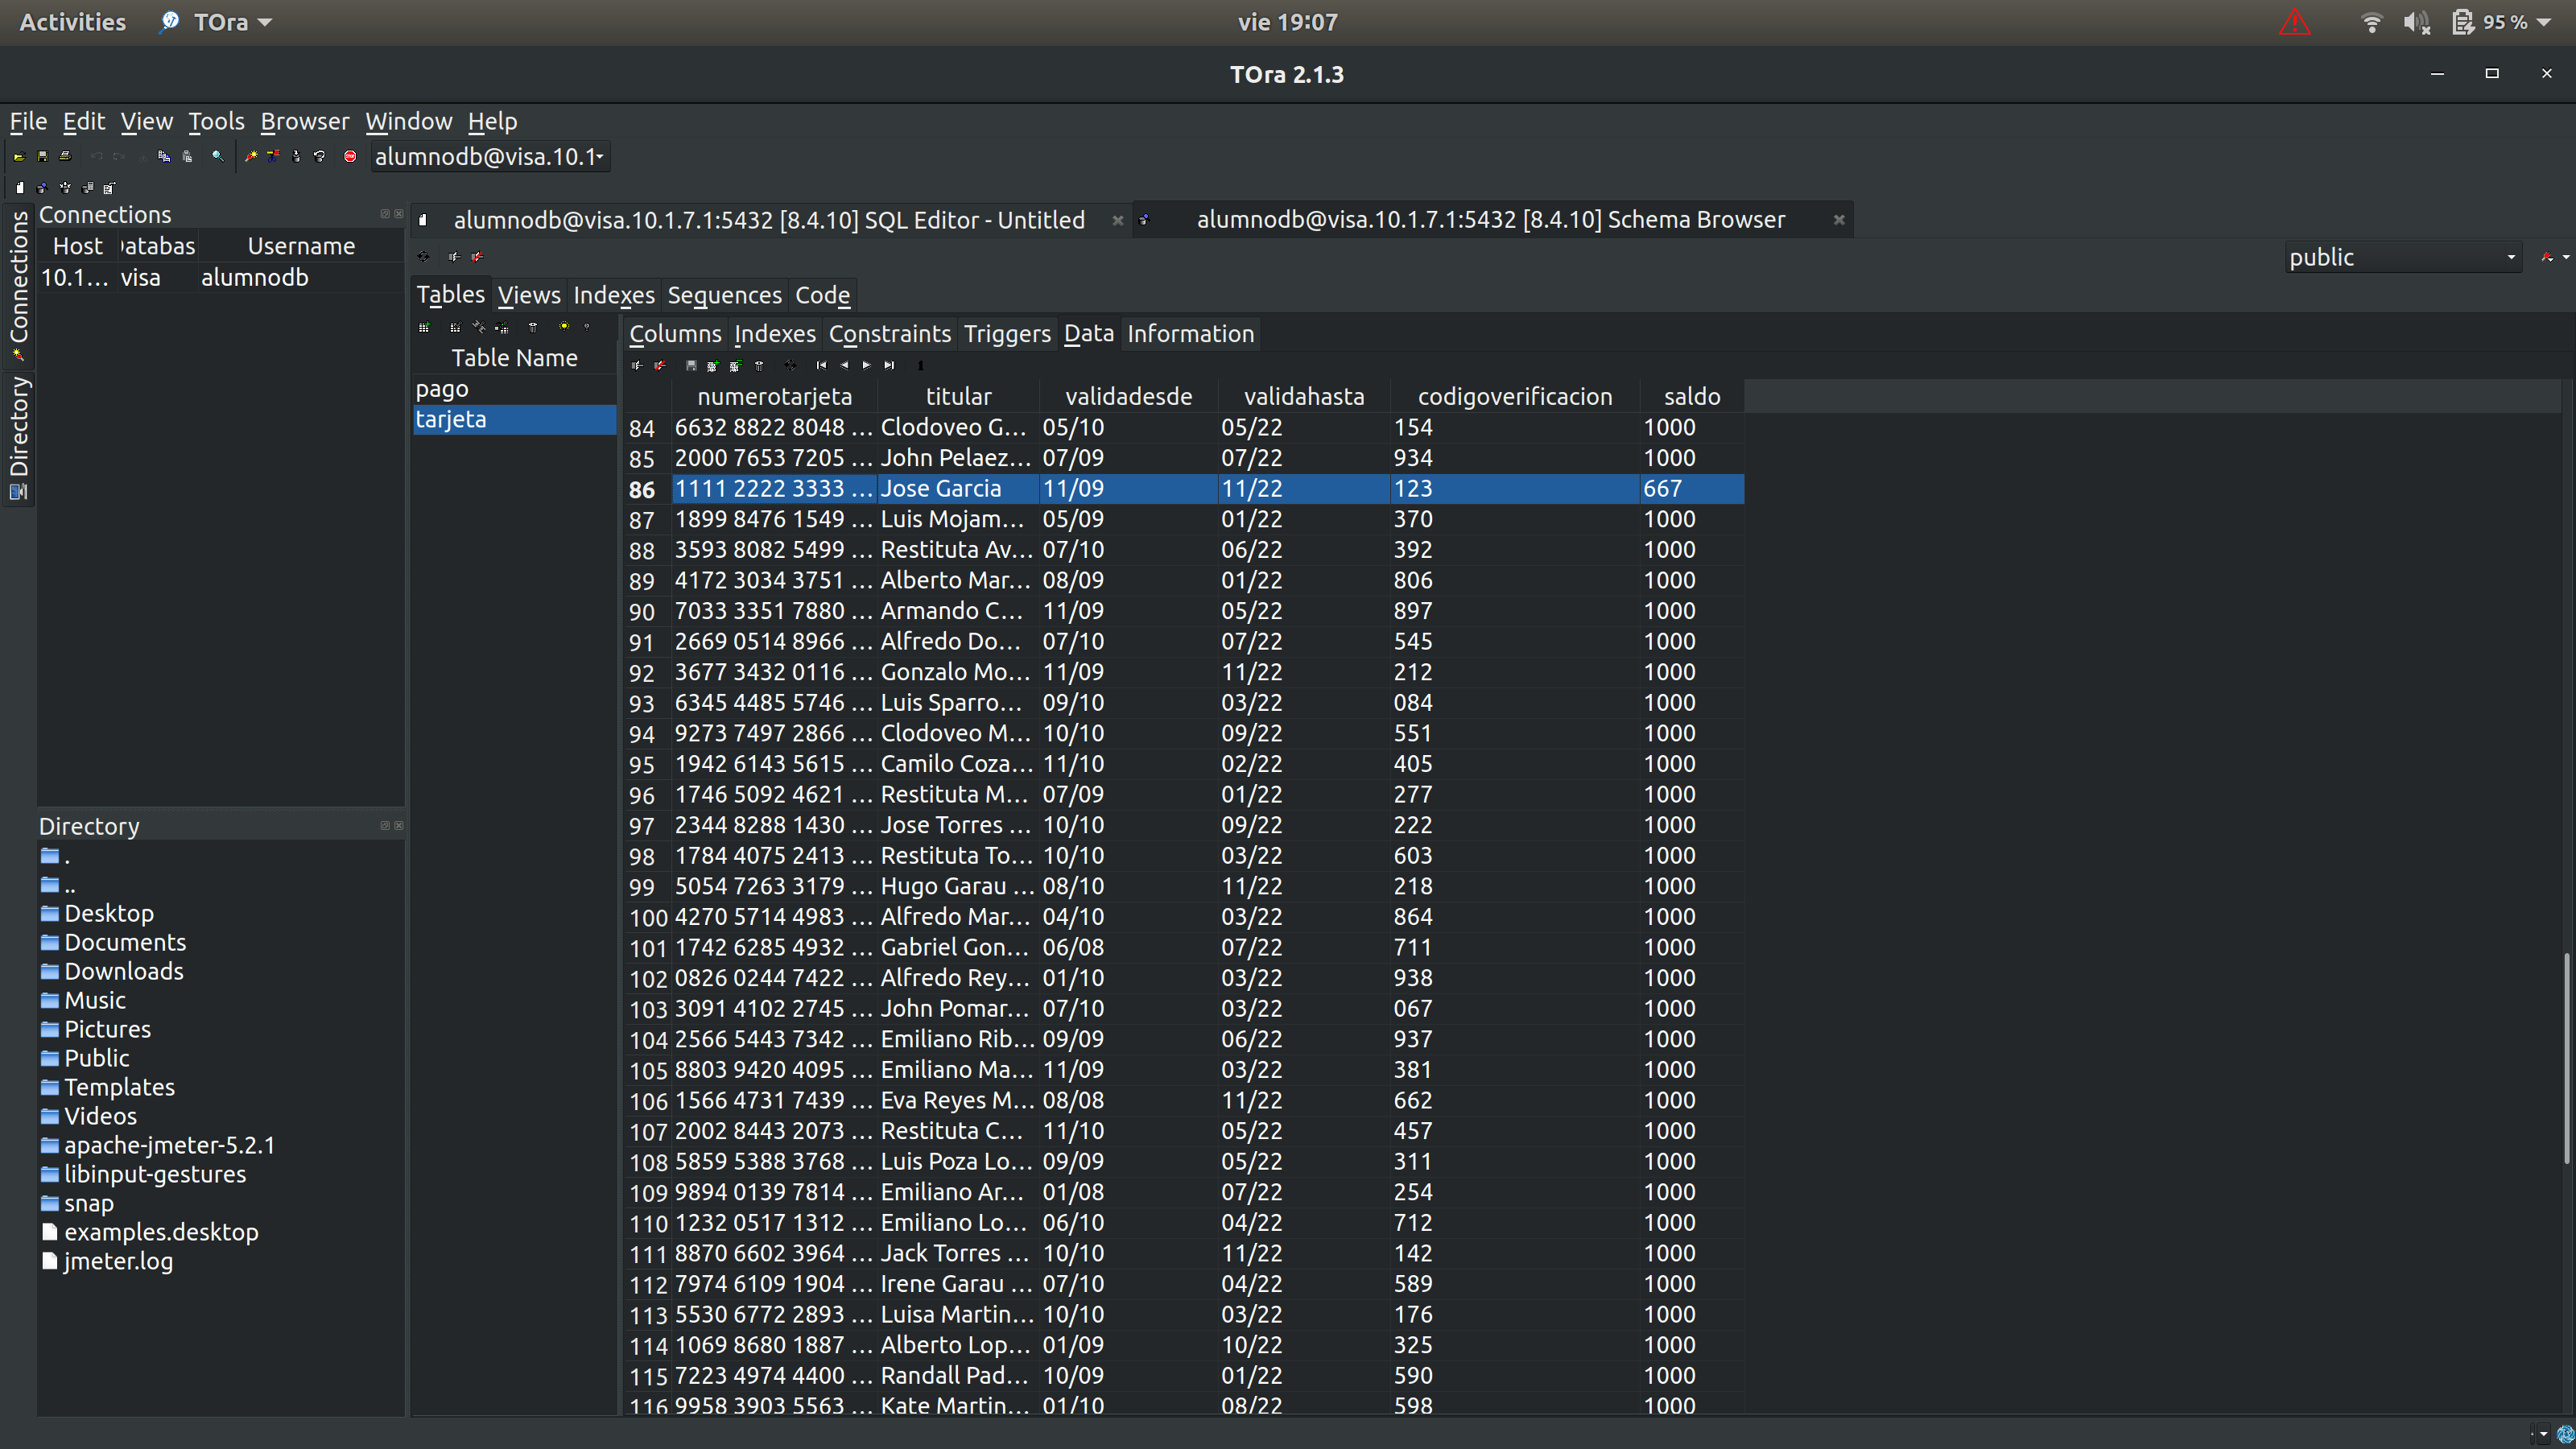 Activities TOra vie 19:07 95 %
TOra 2.1.3
File Edit View Tools Browser Window Help
alumnodb@visa.10.1
Connections
Directory
Connections
Host Databas Username
10.1... visa alumnodb
Directory
.
..
Desktop
Documents
Downloads
Music
Pictures
Public
Templates
Videos
apache-jmeter-5.2.1
libinput-gestures
snap
examples.desktop
jmeter.log
alumnodb@visa.10.1.7.1:5432 [8.4.10] SQL Editor - Untitled
alumnodb@visa.10.1.7.1:5432 [8.4.10] Schema Browser
public
Tables Views Indexes Sequences Code
Table Name
pago
tarjeta
Columns Indexes Constraints Triggers Data Information
1
numerotarjeta titular validadesde validahasta codigoverificacion saldo
84 6632 8822 8048 ... Clodoveo G... 05/10 05/22 154 1000
85 2000 7653 7205 ... John Pelaez... 07/09 07/22 934 1000
86 1111 2222 3333 ... Jose Garcia 11/09 11/22 123 667
87 1899 8476 1549 ... Luis Mojam... 05/09 01/22 370 1000
88 3593 8082 5499 ... Restituta Av... 07/10 06/22 392 1000
89 4172 3034 3751 ... Alberto Mar... 08/09 01/22 806 1000
90 7033 3351 7880 ... Armando C... 11/09 05/22 897 1000
91 2669 0514 8966 ... Alfredo Do... 07/10 07/22 545 1000
92 3677 3432 0116 ... Gonzalo Mo... 11/09 11/22 212 1000
93 6345 4485 5746 ... Luis Sparro... 09/10 03/22 084 1000
94 9273 7497 2866 ... Clodoveo M... 10/10 09/22 551 1000
95 1942 6143 5615 ... Camilo Coza... 11/10 02/22 405 1000
96 1746 5092 4621 ... Restituta M... 07/09 01/22 277 1000
97 2344 8288 1430 ... Jose Torres ... 10/10 09/22 222 1000
98 1784 4075 2413 ... Restituta To... 10/10 03/22 603 1000
99 5054 7263 3179 ... Hugo Garau ... 08/10 11/22 218 1000
100 4270 5714 4983 ... Alfredo Mar... 04/10 03/22 864 1000
101 1742 6285 4932 ... Gabriel Gon... 06/08 07/22 711 1000
102 0826 0244 7422 ... Alfredo Rey... 01/10 03/22 938 1000
103 3091 4102 2745 ... John Pomar... 07/10 03/22 067 1000
104 2566 5443 7342 ... Emiliano Rib... 09/09 06/22 937 1000
105 8803 9420 4095 ... Emiliano Ma... 11/09 03/22 381 1000
106 1566 4731 7439 ... Eva Reyes M... 08/08 11/22 662 1000
107 2002 8443 2073 ... Restituta C... 11/10 05/22 457 1000
108 5859 5388 3768 ... Luis Poza Lo... 09/09 05/22 311 1000
109 9894 0139 7814 ... Emiliano Ar... 01/08 07/22 254 1000
110 1232 0517 1312 ... Emiliano Lo... 06/10 04/22 712 1000
111 8870 6602 3964 ... Jack Torres ... 10/10 11/22 142 1000
112 7974 6109 1904 ... Irene Garau ... 07/10 04/22 589 1000
113 5530 6772 2893 ... Luisa Martin... 10/10 03/22 176 1000
114 1069 8680 1887 ... Alberto Lop... 01/09 10/22 325 1000
115 7223 4974 4400 ... Randall Pad... 10/09 01/22 590 1000
116 9958 3903 5563 ... Kate Martin... 01/10 08/22 598 1000